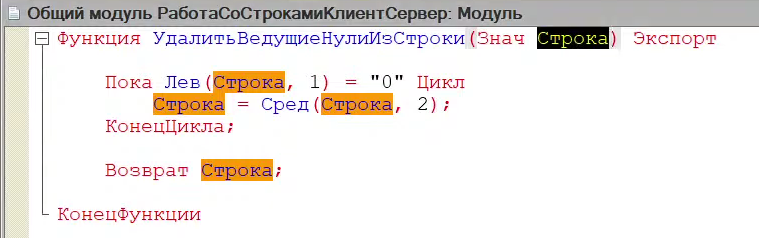 Общий модуль РаботаСоСтрокамиКлиентСервер: Модуль
Функция УдалитьВедущиеНулиИзСтроки(Знач Строка) Экспорт
Пока Лев(Строка, 1) = "0" Цикл
Строка = Сред(Строка, 2);
КонецЦикла;
Возврат Строка;
КонецФункции